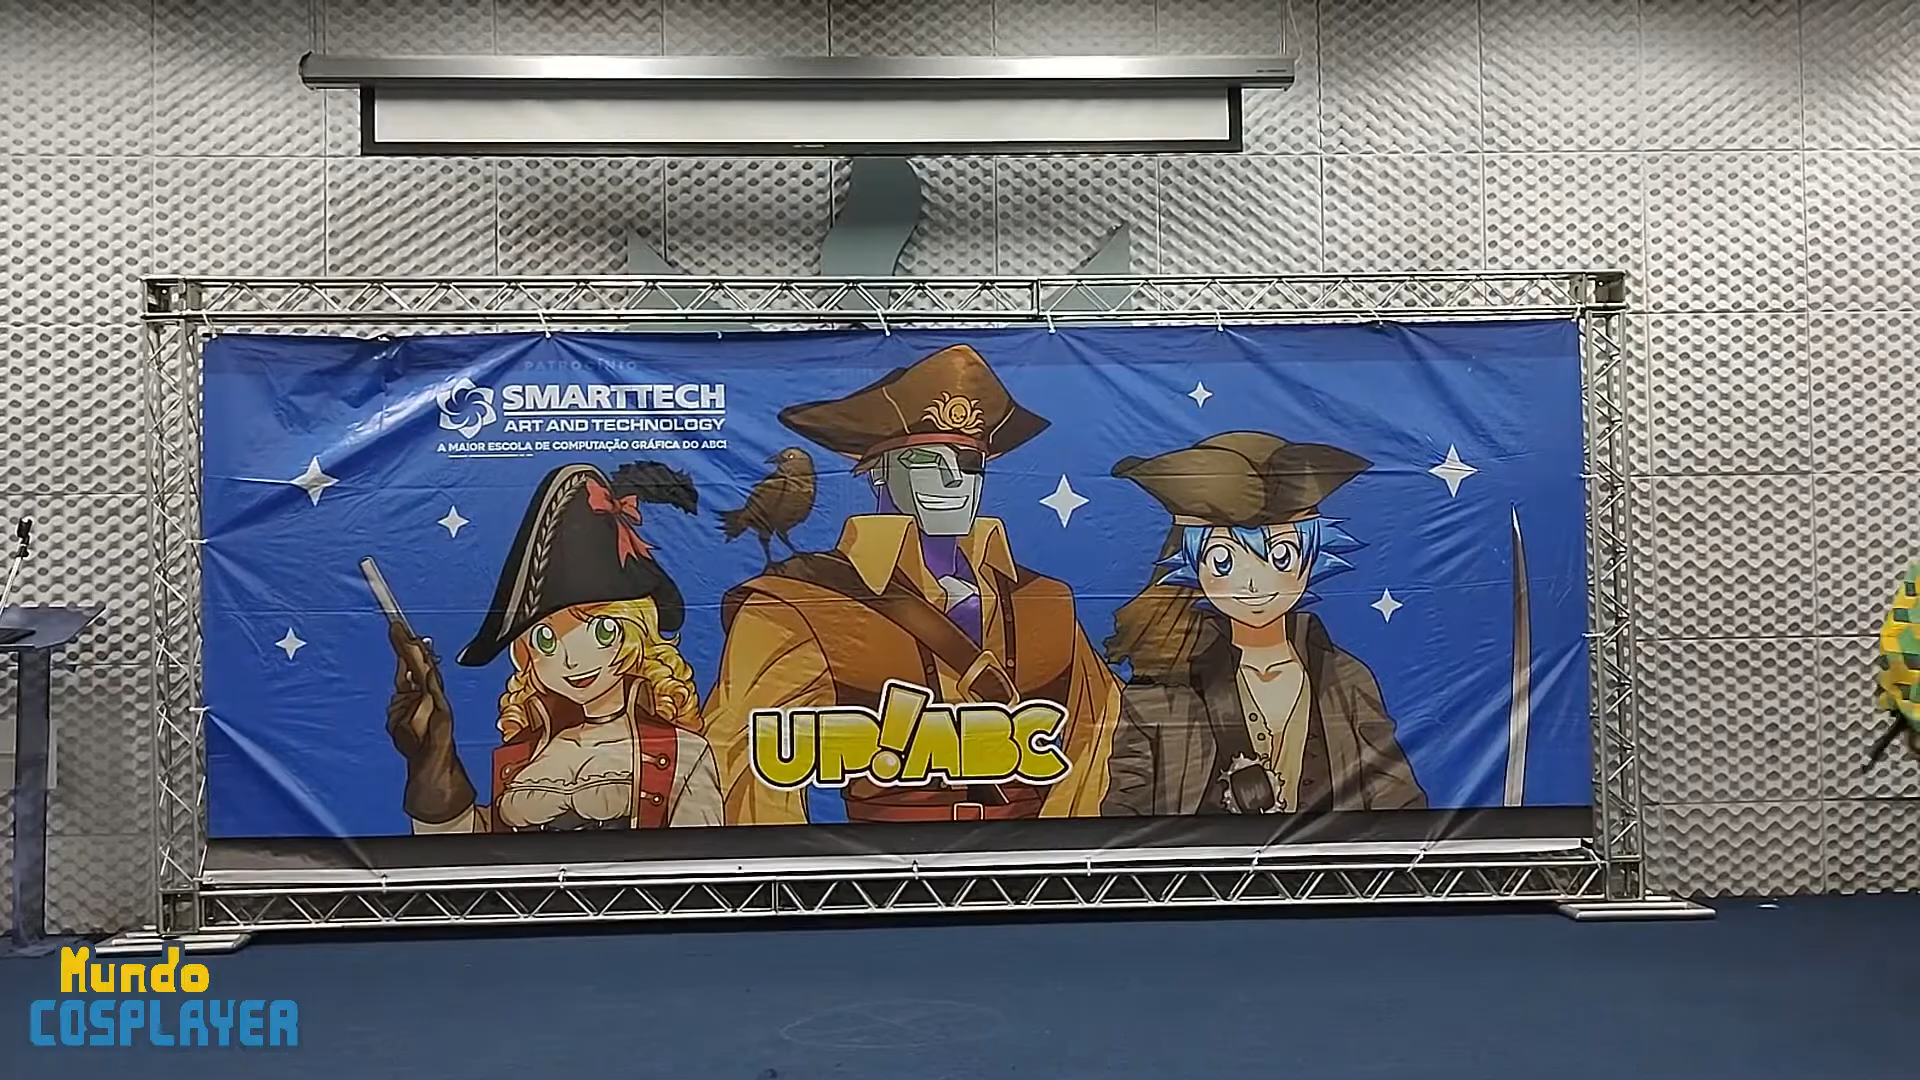 PATROCÍNIO
SMARTTECH
ART AND TECHNOLOGY
A MAIOR ESCOLA DE COMPUTAÇÃO GRÁFICA DO ABC!
UP!ABC
Mundo
COSPLAYER